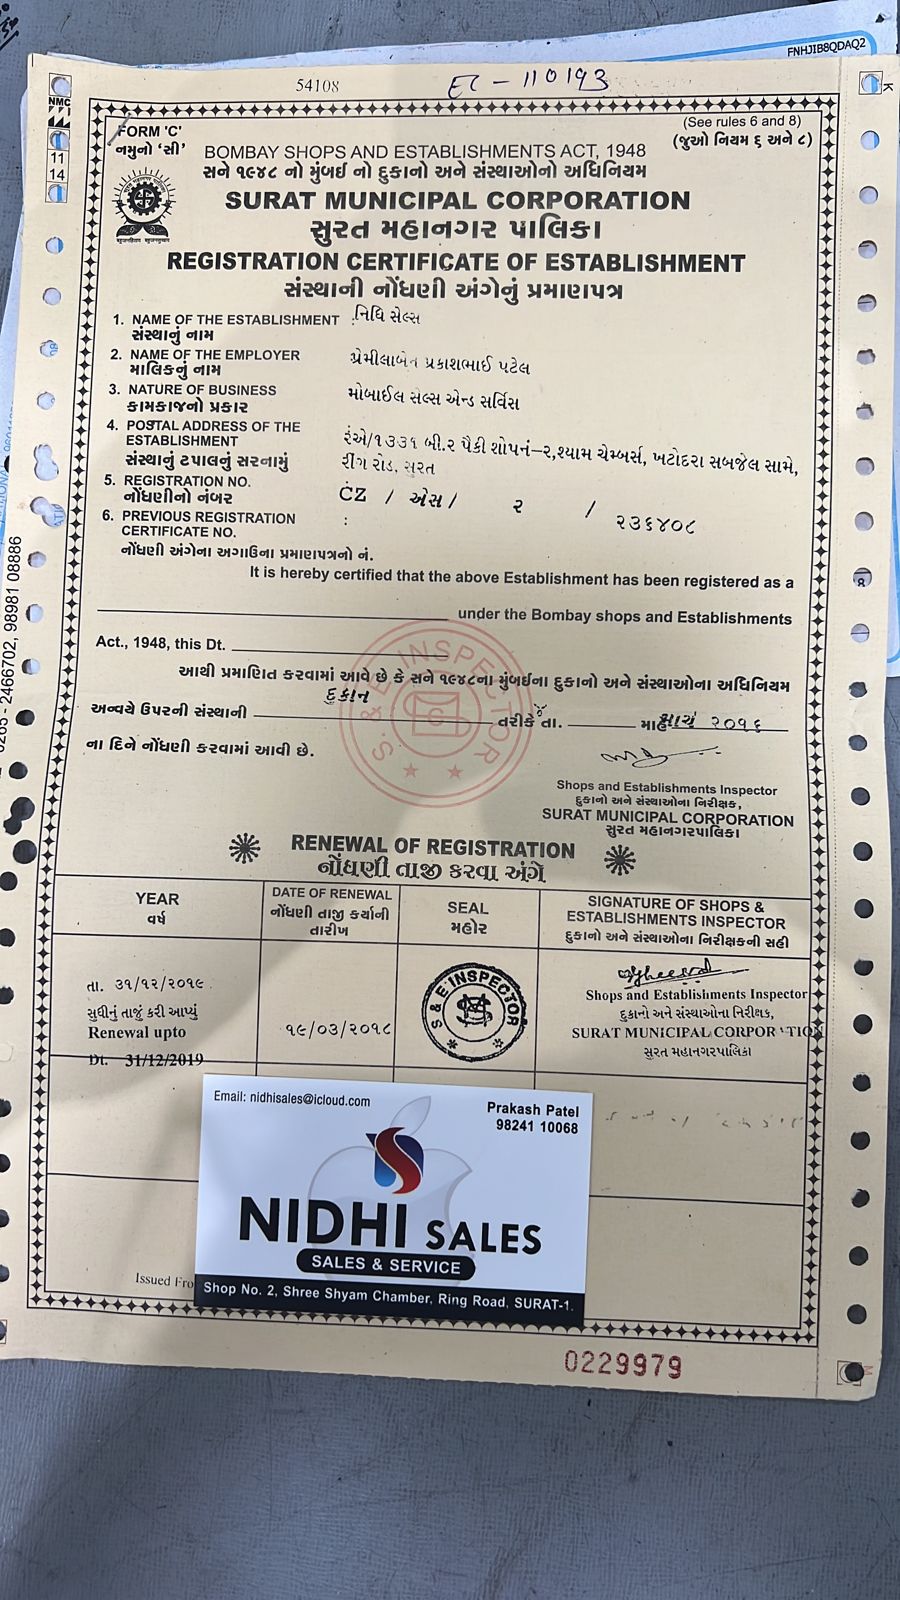 FNHJIB8QDAQ2
54108
EC - 110193
NMC
11
14
FORM 'C'
નમુનો 'સી'
(See rules 6 and 8)
(જુઓ નિયમ ૬ અને ૮)
BOMBAY SHOPS AND ESTABLISHMENTS ACT, 1948
સને ૧૯૪૮ નો મુંબઈ નો દુકાનો અને સંસ્થાઓનો અધિનિયમ
SURAT MUNICIPAL CORPORATION
સુરત મહાનગર પાલિકા
REGISTRATION CERTIFICATE OF ESTABLISHMENT
સંસ્થાની નોંધણી અંગેનું પ્રમાણપત્ર
1. NAME OF THE ESTABLISHMENT : નિધિ સેલ્સ
સંસ્થાનું નામ
2. NAME OF THE EMPLOYER પ્રેમીલાબેન પ્રકાશભાઈ પટેલ
માલિકનું નામ
3. NATURE OF BUSINESS મોબાઈલ સેલ્સ એન્ડ સર્વિસ
કામકાજનો પ્રકાર
4. POSTAL ADDRESS OF THE
ESTABLISHMENT રંએ/૧૩૩૧ બી.૨ પૈકી શોપનં-૨,શ્યામ ચેમ્બર્સ, ખટોદરા સબજેલ સામે,
સંસ્થાનું ટપાલનું સરનામું રીંગ રોડ, સુરત
5. REGISTRATION NO. CZ / એસ/ ૨ / ૨૩૬૪૦૮
નોંધણીનો નંબર
6. PREVIOUS REGISTRATION :
CERTIFICATE NO.
નોંધણી અંગેના અગાઉના પ્રમાણપત્રનો નં.
It is hereby certified that the above Establishment has been registered as a
under the Bombay shops and Establishments
Act., 1948, this Dt.
આથી પ્રમાણિત કરવામાં આવે છે કે સને ૧૯૪૮ના મુંબઈના દુકાનો અને સંસ્થાઓના અધિનિયમ
અન્વયે ઉપરની સંસ્થાની દુકાન તરીકે તા. માહે માર્ચ ૨૦૧૬
ના દિને નોંધણી કરવામાં આવી છે.
S & E INSPECTOR
Shops and Establishments Inspector
દુકાનો અને સંસ્થાઓના નિરીક્ષક,
SURAT MUNICIPAL CORPORATION
સુરત મહાનગરપાલિકા
RENEWAL OF REGISTRATION
નોંધણી તાજી કરવા અંગે
YEAR
વર્ષ
DATE OF RENEWAL
નોંધણી તાજી કર્યાની
તારીખ
SEAL
મહોર
SIGNATURE OF SHOPS &
ESTABLISHMENTS INSPECTOR
દુકાનો અને સંસ્થાઓના નિરીક્ષકની સહી
તા. ૩૧/૧૨/૨૦૧૯
સુધીનું તાજું કરી આપ્યું
Renewal upto
Dt. 31/12/2019
૧૯/૦૩/૨૦૧૮
S & E INSPECTOR
Shops and Establishments Inspector
દુકાનો અને સંસ્થાઓના નિરીક્ષક,
SURAT MUNICIPAL CORPORATION
સુરત મહાનગરપાલિકા
Email: nidhisales@icloud.com
Prakash Patel
98241 10068
NIDHI SALES
SALES & SERVICE
Shop No. 2, Shree Shyam Chamber, Ring Road, SURAT-1.
Issued Fro
0229979
0265 - 2466702, 98981 08886